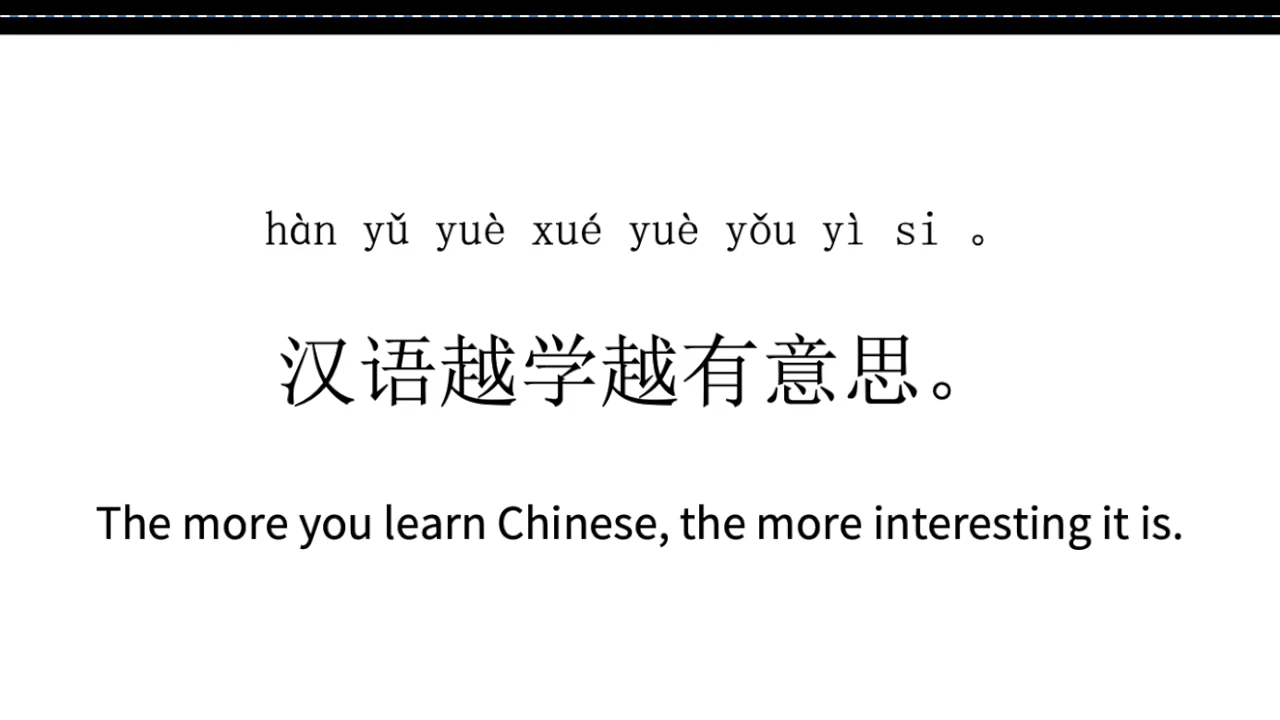 hàn yǔ yuè xué yuè yǒu yì si 。
汉语越学越有意思。
The more you learn Chinese, the more interesting it is.